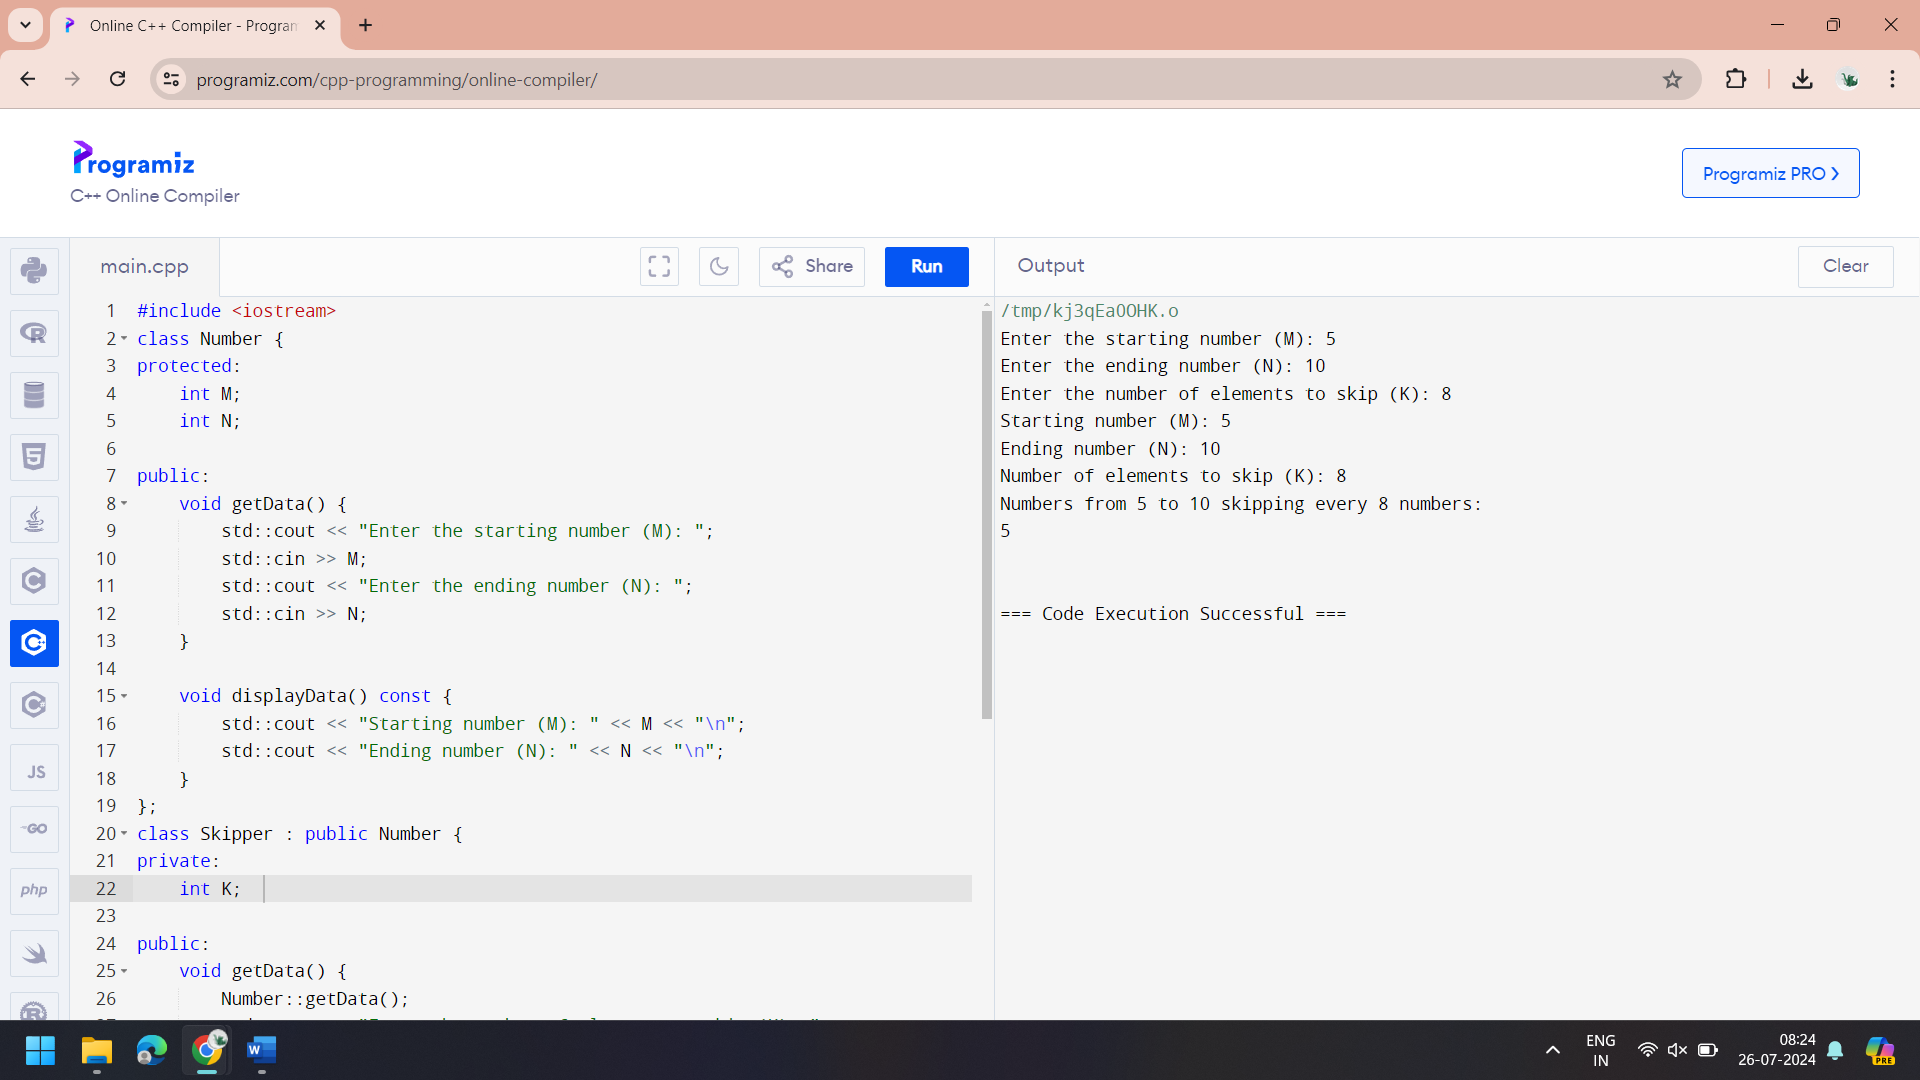 Online C++ Compiler - Program
programiz.com/cpp-programming/online-compiler/
Programiz
C++ Online Compiler
Programiz PRO
main.cpp
Share
Run
Output
Clear
1 #include <iostream>
2 class Number {
3 protected:
4     int M;
5     int N;
6
7 public:
8     void getData() {
9         std::cout << "Enter the starting number (M): ";
10         std::cin >> M;
11         std::cout << "Enter the ending number (N): ";
12         std::cin >> N;
13     }
14
15     void displayData() const {
16         std::cout << "Starting number (M): " << M << "\n";
17         std::cout << "Ending number (N): " << N << "\n";
18     }
19 };
20 class Skipper : public Number {
21 private:
22     int K;
23
24 public:
25     void getData() {
26         Number::getData();
/tmp/kj3qEaOOHK.o
Enter the starting number (M): 5
Enter the ending number (N): 10
Enter the number of elements to skip (K): 8
Starting number (M): 5
Ending number (N): 10
Number of elements to skip (K): 8
Numbers from 5 to 10 skipping every 8 numbers:
5
=== Code Execution Successful ===
JS
GO
php
ENG
IN
08:24
26-07-2024
PRE